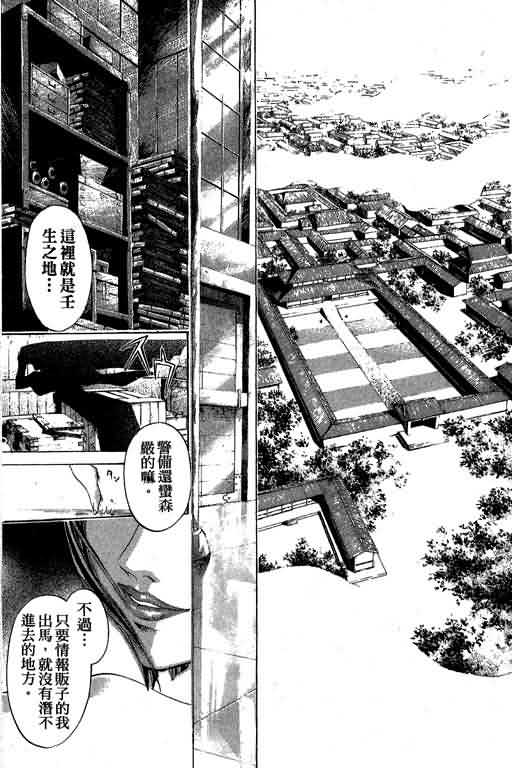 這裡就是壬
生之地…
警備還蠻森
嚴的嘛。
不過…
只要情報販子的我
出馬，就沒有潛不
進去的地方。